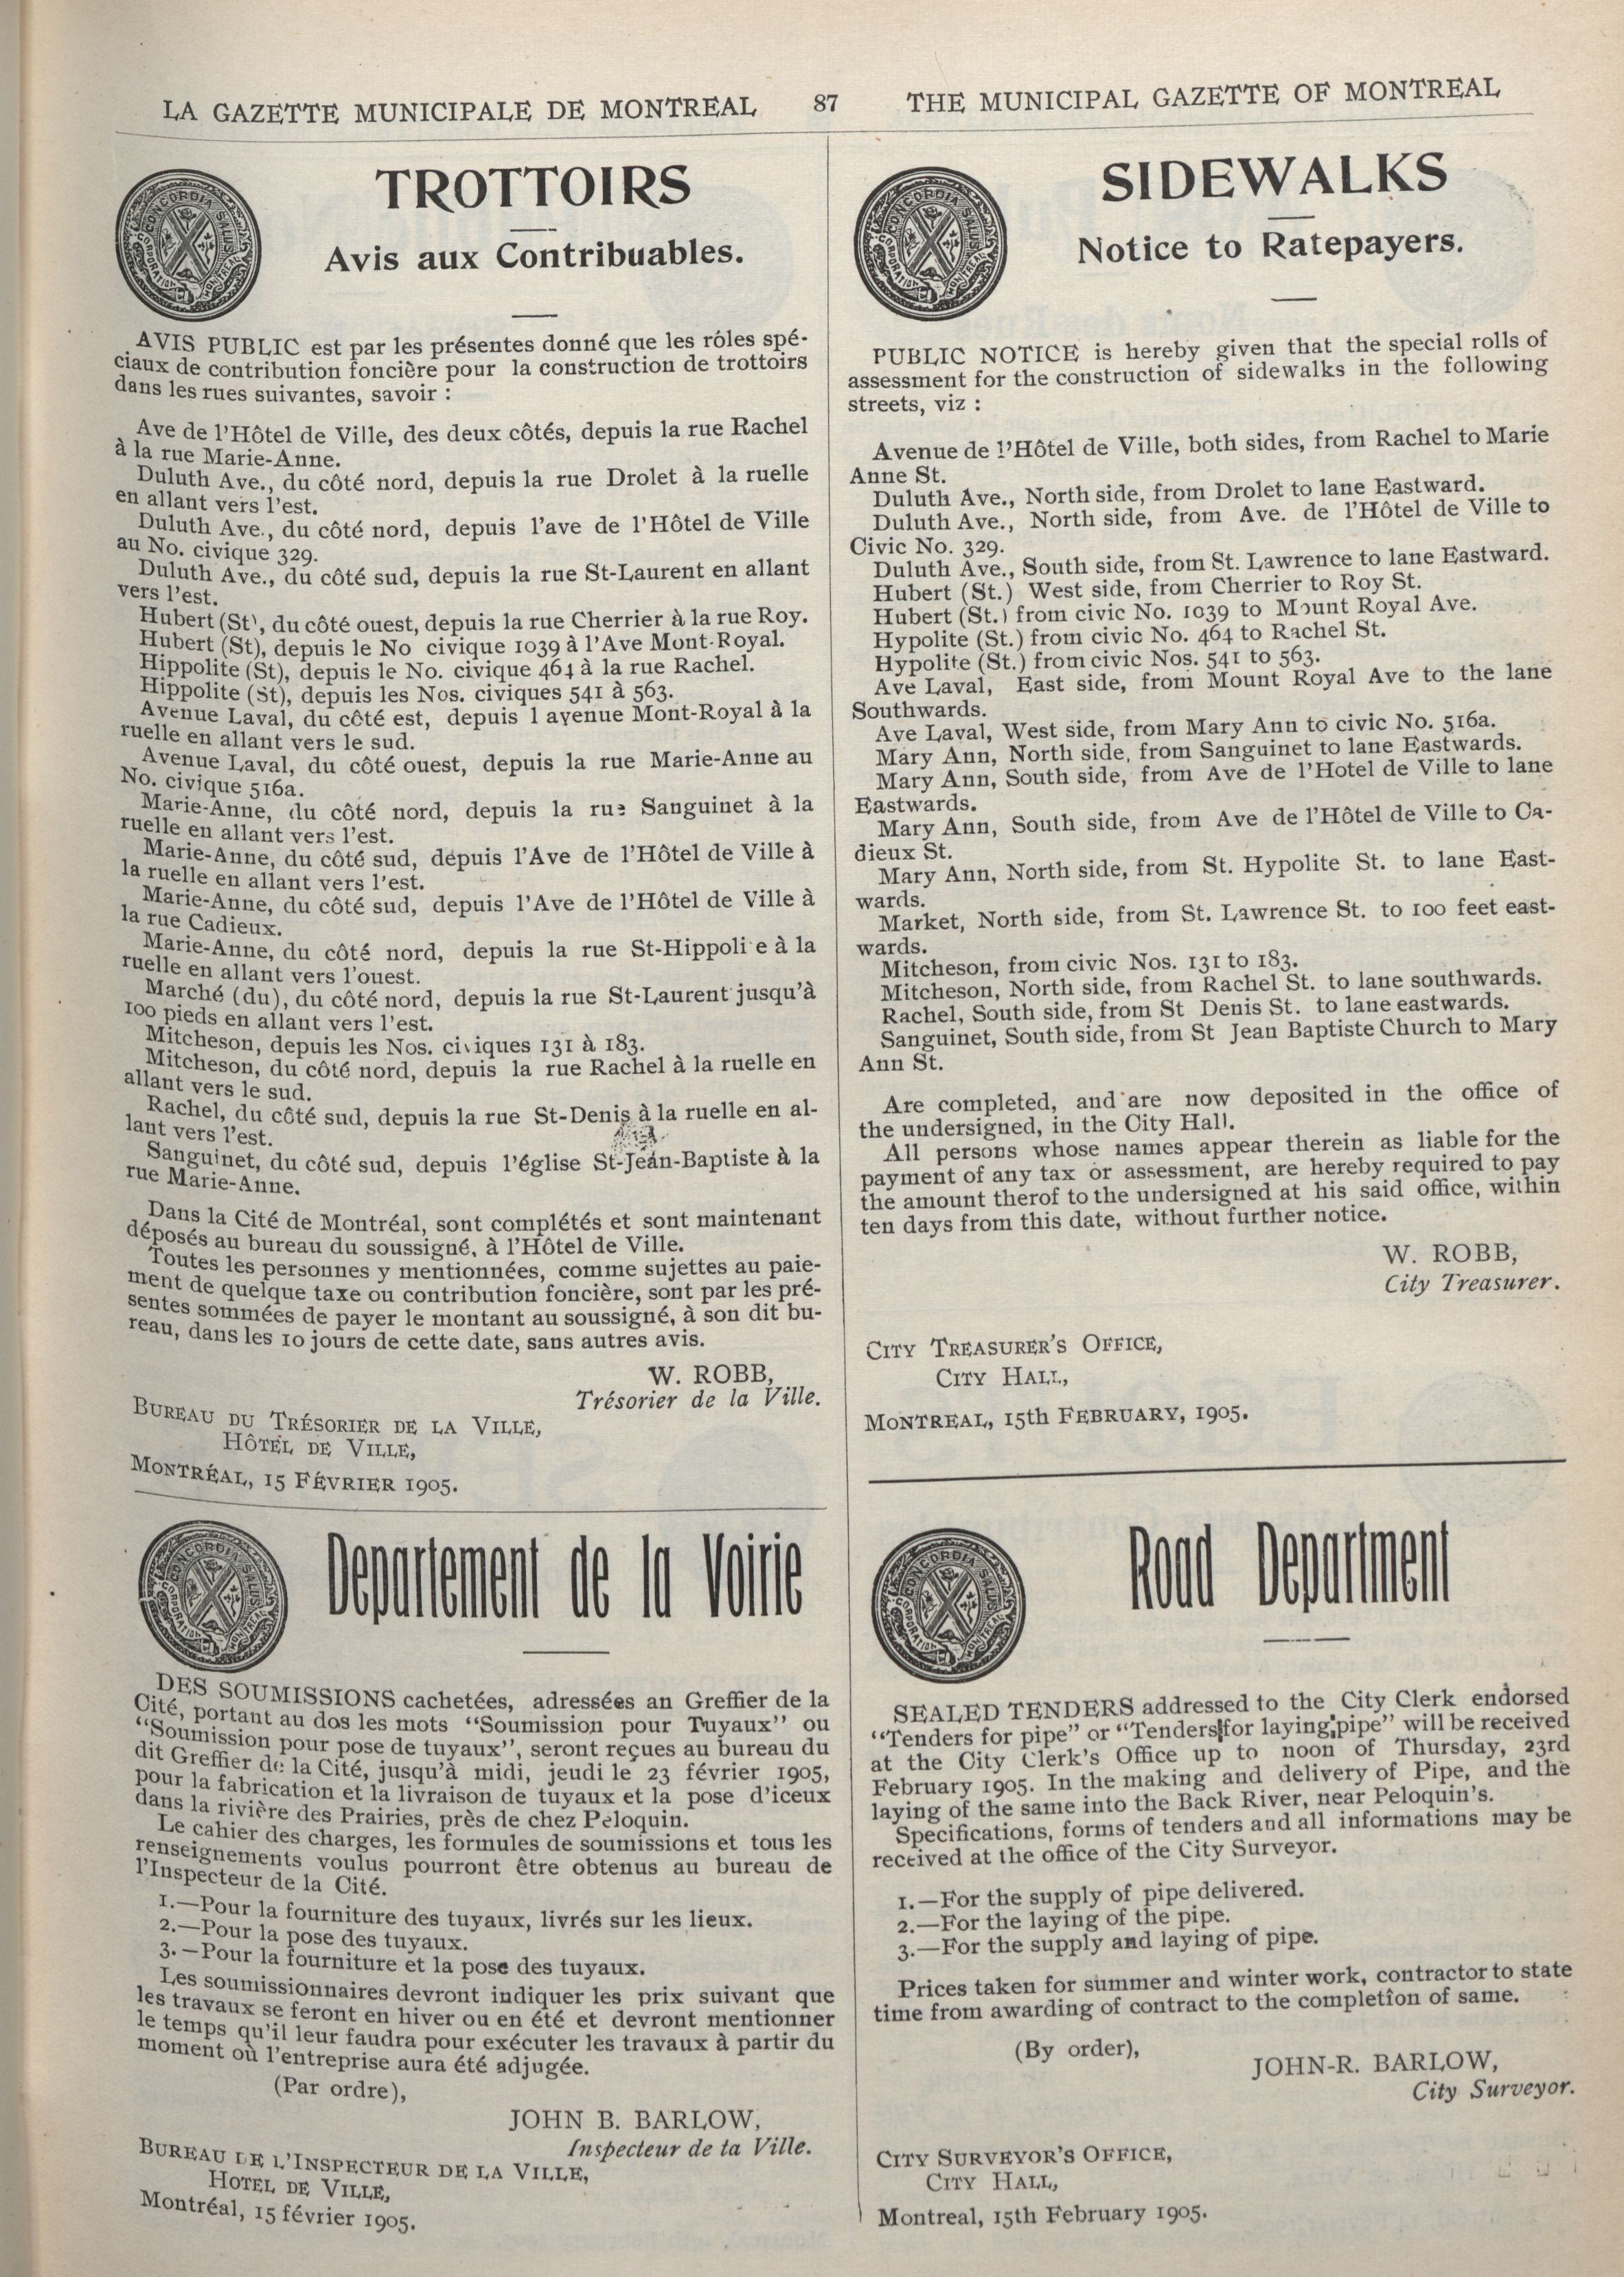 LA GAZETTE MUNICIPALE DE MONTREAL 87 THE MUNICIPAL GAZETTE OF MONTREAL
TROTTOIRS
Avis aux Contribuables.
AVIS PUBLIC est par les présentes donné que les rôles spé-
ciaux de contribution foncière pour la construction de trottoirs
dans les rues suivantes, savoir :
Ave de l'Hôtel de Ville, des deux côtés, depuis la rue Rachel
à la rue Marie-Anne.
Duluth Ave., du côté nord, depuis la rue Drolet à la ruelle
en allant vers l'est.
Duluth Ave., du côté nord, depuis l'ave de l'Hôtel de Ville
au No. civique 329.
Duluth Ave., du côté sud, depuis la rue St-Laurent en allant
vers l'est.
Hubert (St), du côté ouest, depuis la rue Cherrier à la rue Roy.
Hubert (St), depuis le No civique 1039 à l'Ave Mont-Royal.
Hippolite (St), depuis le No. civique 464 à la rue Rachel.
Hippolite (St), depuis les Nos. civiques 541 à 563.
Avenue Laval, du côté est, depuis l avenue Mont-Royal à la
ruelle en allant vers le sud.
Avenue Laval, du côté ouest, depuis la rue Marie-Anne au
No. civique 516a.
Marie-Anne, du côté nord, depuis la rue Sanguinet à la
ruelle en allant vers l'est.
Marie-Anne, du côté sud, depuis l'Ave de l'Hôtel de Ville à
la ruelle en allant vers l'est.
Marie-Anne, du côté sud, depuis l'Ave de l'Hôtel de Ville à
la rue Cadieux.
Marie-Anne, du côté nord, depuis la rue St-Hippoli e à la
ruelle en allant vers l'ouest.
Marché (du), du côté nord, depuis la rue St-Laurent jusqu'à
100 pieds en allant vers l'est.
Mitcheson, depuis les Nos. civiques 131 à 183.
Mitcheson, du côté nord, depuis la rue Rachel à la ruelle en
allant vers le sud.
Rachel, du côté sud, depuis la rue St-Denis à la ruelle en al-
lant vers l'est.
Sanguinet, du côté sud, depuis l'église St-Jean-Baptiste à la
rue Marie-Anne.
Dans la Cité de Montréal, sont complétés et sont maintenant
déposés au bureau du soussigné, à l'Hôtel de Ville.
Toutes les personnes y mentionnées, comme sujettes au paie-
ment de quelque taxe ou contribution foncière, sont par les pré-
sentes sommées de payer le montant au soussigné, à son dit bu-
reau, dans les 10 jours de cette date, sans autres avis.
W. ROBB,
Trésorier de la Ville.
BUREAU DU TRÉSORIER DE LA VILLE,
HÔTEL DE VILLE,
MONTRÉAL, 15 FÉVRIER 1905.
Departement de la Voirie
DES SOUMISSIONS cachetées, adressées an Greffier de la
Cité, portant au dos les mots "Soumission pour Tuyaux" ou
"Soumission pour pose de tuyaux", seront reçues au bureau du
dit Greffier de la Cité, jusqu'à midi, jeudi le 23 février 1905,
pour la fabrication et la livraison de tuyaux et la pose d'iceux
dans la rivière des Prairies, près de chez Péloquin.
Le cahier des charges, les formules de soumissions et tous les
renseignements voulus pourront être obtenus au bureau de
l'Inspecteur de la Cité.
1.—Pour la fourniture des tuyaux, livrés sur les lieux.
2.—Pour la pose des tuyaux.
3.—Pour la fourniture et la pose des tuyaux.
Les soumissionnaires devront indiquer les prix suivant que
les travaux se feront en hiver ou en été et devront mentionner
le temps qu'il leur faudra pour exécuter les travaux à partir du
moment où l'entreprise aura été adjugée.
(Par ordre),
JOHN B. BARLOW,
Inspecteur de ta Ville.
BUREAU DE L'INSPECTEUR DE LA VILLE,
HOTEL DE VILLE,
Montréal, 15 février 1905.
SIDEWALKS
Notice to Ratepayers.
PUBLIC NOTICE is hereby given that the special rolls of
assessment for the construction of sidewalks in the following
streets, viz :
Avenue de l'Hôtel de Ville, both sides, from Rachel to Marie
Anne St.
Duluth Ave., North side, from Drolet to lane Eastward.
Duluth Ave., North side, from Ave. de l'Hôtel de Ville to
Civic No. 329.
Duluth Ave., South side, from St. Lawrence to lane Eastward.
Hubert (St.) West side, from Cherrier to Roy St.
Hubert (St.) from civic No. 1039 to Mount Royal Ave.
Hypolite (St.) from civic No. 464 to Rachel St.
Hypolite (St.) from civic Nos. 541 to 563.
Ave Laval, East side, from Mount Royal Ave to the lane
Southwards.
Ave Laval, West side, from Mary Ann to civic No. 516a.
Mary Ann, North side, from Sanguinet to lane Eastwards.
Mary Ann, South side, from Ave de l'Hotel de Ville to lane
Eastwards.
Mary Ann, South side, from Ave de l'Hôtel de Ville to Ca-
dieux St.
Mary Ann, North side, from St. Hypolite St. to lane East-
wards.
Market, North side, from St. Lawrence St. to 100 feet east-
wards.
Mitcheson, from civic Nos. 131 to 183.
Mitcheson, North side, from Rachel St. to lane southwards.
Rachel, South side, from St Denis St. to lane eastwards.
Sanguinet, South side, from St Jean Baptiste Church to Mary
Ann St.
Are completed, and are now deposited in the office of
the undersigned, in the City Hall.
All persons whose names appear therein as liable for the
payment of any tax or assessment, are hereby required to pay
the amount therof to the undersigned at his said office, within
ten days from this date, without further notice.
W. ROBB,
City Treasurer.
CITY TREASURER'S OFFICE,
CITY HALL,
MONTREAL, 15th FEBRUARY, 1905.
Road Department
SEALED TENDERS addressed to the City Clerk endorsed
"Tenders for pipe" or "Tenders for laying pipe" will be received
at the City Clerk's Office up to noon of Thursday, 23rd
February 1905. In the making and delivery of Pipe, and the
laying of the same into the Back River, near Peloquin's.
Specifications, forms of tenders and all informations may be
received at the office of the City Surveyor.
1.—For the supply of pipe delivered.
2.—For the laying of the pipe.
3.—For the supply and laying of pipe.
Prices taken for summer and winter work, contractor to state
time from awarding of contract to the completion of same.
(By order),
JOHN-R. BARLOW,
City Surveyor.
CITY SURVEYOR'S OFFICE,
CITY HALL,
Montreal, 15th February 1905.
CONCORDIA SALUS
CORPORATION MONTREAL